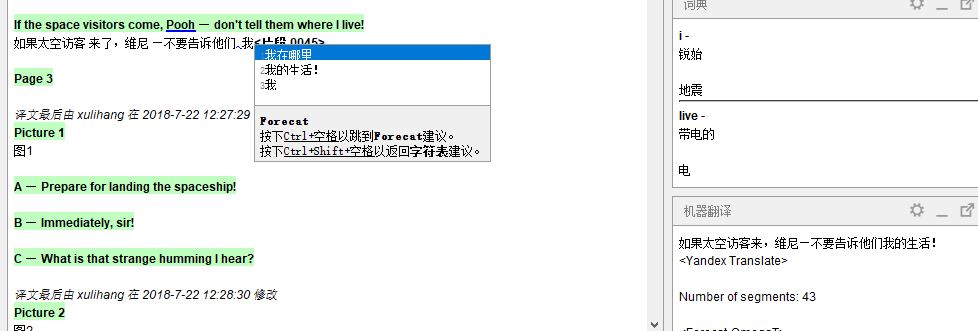 If the space visitors come, Pooh — don't tell them where I live!
如果太空访客 来了，维尼 —不要告诉他们 我<片段 0045>
1我在哪里
2我的生活！
3我
Forecat
按下Ctrl+空格以跳到Forecat建议。
按下Ctrl+Shift+空格以返回字符表建议。
Page 3
译文最后由 xulihang 在 2018-7-22 12:27:29
Picture 1
图1
A — Prepare for landing the spaceship!
B — Immediately, sir!
C — What is that strange humming I hear?
译文最后由 xulihang 在 2018-7-22 12:28:30 修改
Picture 2
图2
词典
i -
锐始
地震
live -
带电的
电
机器翻译
如果太空访客来，维尼—不要告诉他们我的生活！
<Yandex Translate>
Number of segments: 43
<Forecat OmegaT>